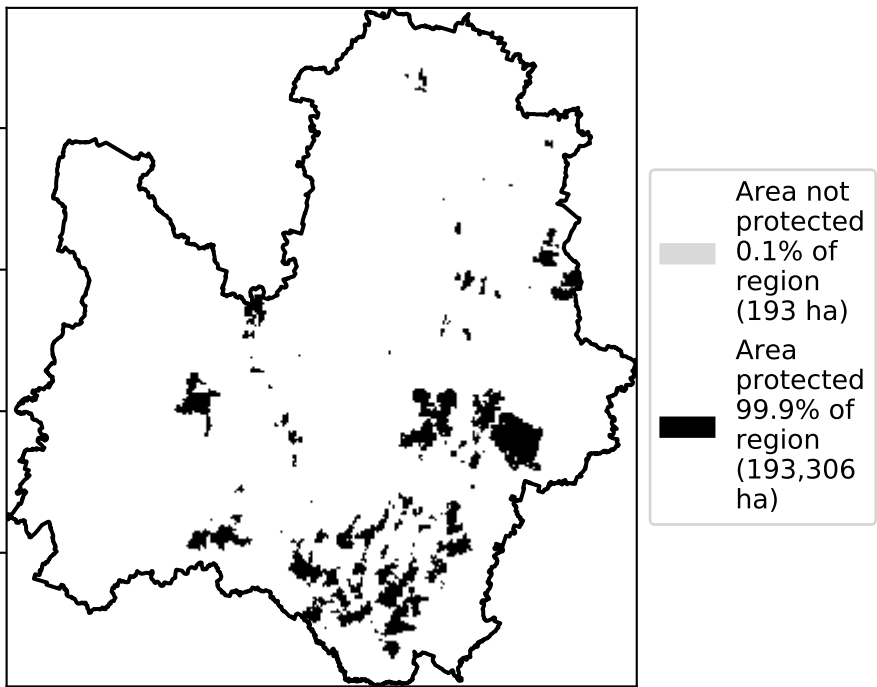 Area not
protected
0.1% of
region
(193 ha)
Area
protected
99.9% of
region
(193,306
ha)